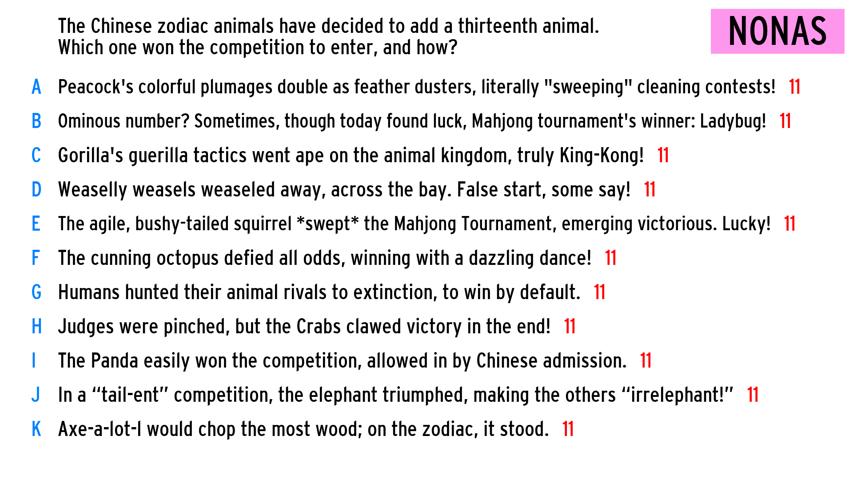 The Chinese zodiac animals have decided to add a thirteenth animal.
Which one won the competition to enter, and how?
NONAS
A Peacock's colorful plumages double as feather dusters, literally "sweeping" cleaning contests! 11
B Ominous number? Sometimes, though today found luck, Mahjong tournament's winner: Ladybug! 11
C Gorilla's guerilla tactics went ape on the animal kingdom, truly King-Kong! 11
D Weaselly weasels weaseled away, across the bay. False start, some say! 11
E The agile, bushy-tailed squirrel *swept* the Mahjong Tournament, emerging victorious. Lucky! 11
F The cunning octopus defied all odds, winning with a dazzling dance! 11
G Humans hunted their animal rivals to extinction, to win by default. 11
H Judges were pinched, but the Crabs clawed victory in the end! 11
I The Panda easily won the competition, allowed in by Chinese admission. 11
J In a “tail-ent” competition, the elephant triumphed, making the others “irrelephant!” 11
K Axe-a-lot-l would chop the most wood; on the zodiac, it stood. 11